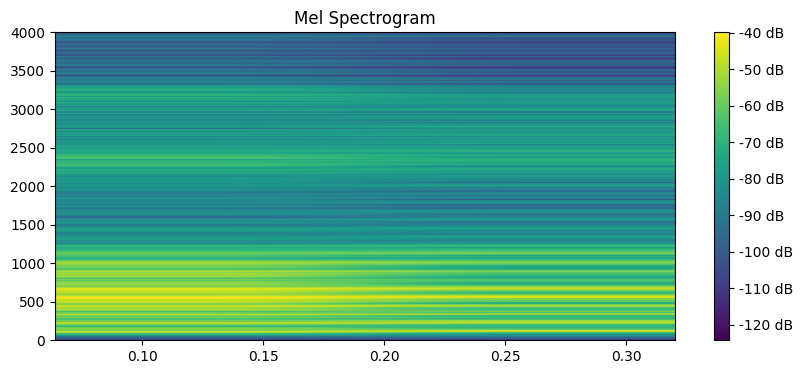 Mel Spectrogram
4000
3500
3000
2500
2000
1500
1000
500
0
0.10 0.15 0.20 0.25 0.30
-40 dB
-50 dB
-60 dB
-70 dB
-80 dB
-90 dB
-100 dB
-110 dB
-120 dB